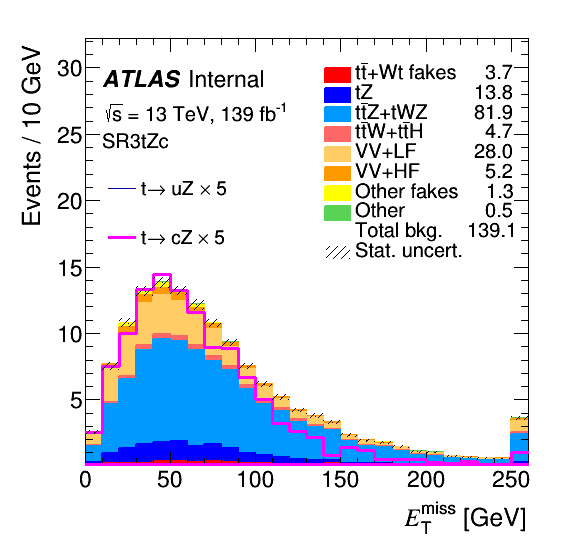 Events / 10 GeV
30
25
20
15
10
5
ATLAS Internal
√s = 13 TeV, 139 fb⁻¹
SR3tZc
t→ uZ × 5
t→ cZ × 5
tt̄+Wt fakes 3.7
tZ 13.8
tt̄Z+tWZ 81.9
tt̄W+tt̄H 4.7
VV+LF 28.0
VV+HF 5.2
Other fakes 1.3
Other 0.5
Total bkg. 139.1
Stat. uncert.
0 50 100 150 200 250
E_T^miss [GeV]